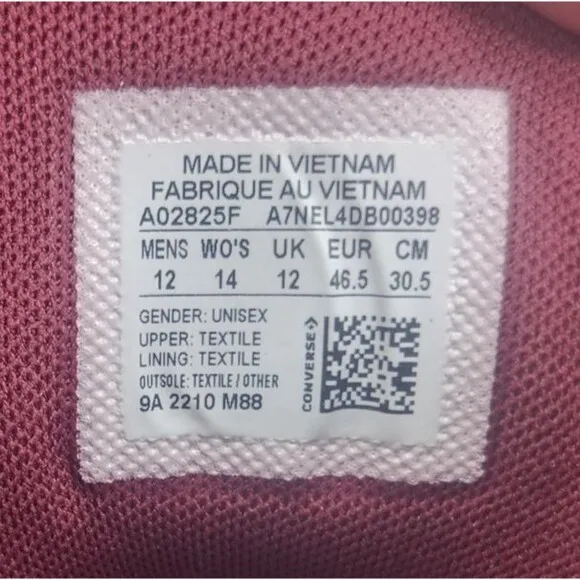 MADE IN VIETNAM
FABRIQUE AU VIETNAM
A02825F A7NEL4DB00398
MENS WO'S UK EUR CM
12 14 12 46.5 30.5
GENDER: UNISEX
UPPER: TEXTILE
LINING: TEXTILE
OUTSOLE: TEXTILE / OTHER
9A 2210 M88
CONVERSE